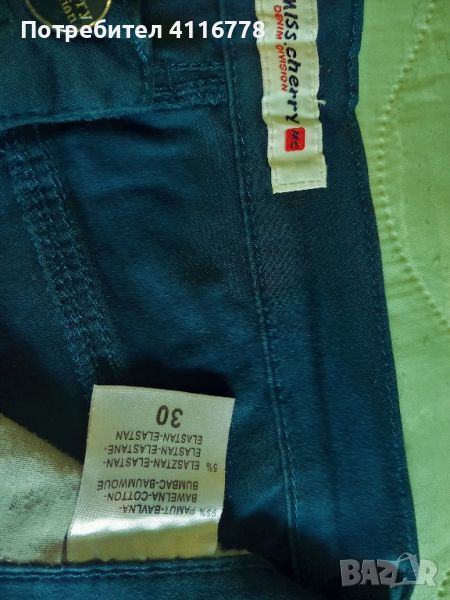 Потребител 4116778
miss.cherry
DENIM DIVISION
95% PAMUT-BAVLNA-
BAWELNA-COTTON-
BUMBAC-BAUMWOLLE
5% ELASZTAN-ELASTAN-
ELASTAN-ELASTANE-
ELASTAN-ELASTAN
30
BAZAR